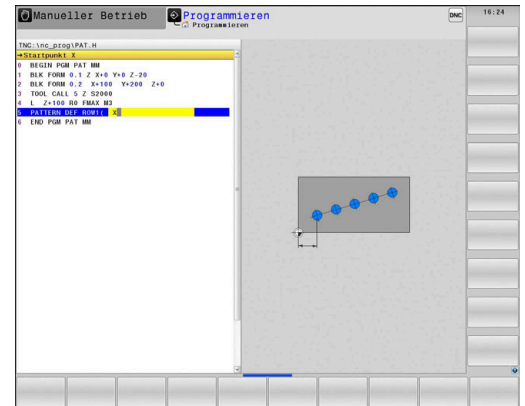 Manueller Betrieb
Programmieren
Programmieren
DNC
16:24
TNC:\nc_prog\PAT.H
→Startpunkt X
0 BEGIN PGM PAT MM
1 BLK FORM 0.1 Z X+0 Y+0 Z-20
2 BLK FORM 0.2 X+100 Y+200 Z+0
3 TOOL CALL 5 Z S2000
4 L Z+100 R0 FMAX M3
5 PATTERN DEF ROW1( X
6 END PGM PAT MM